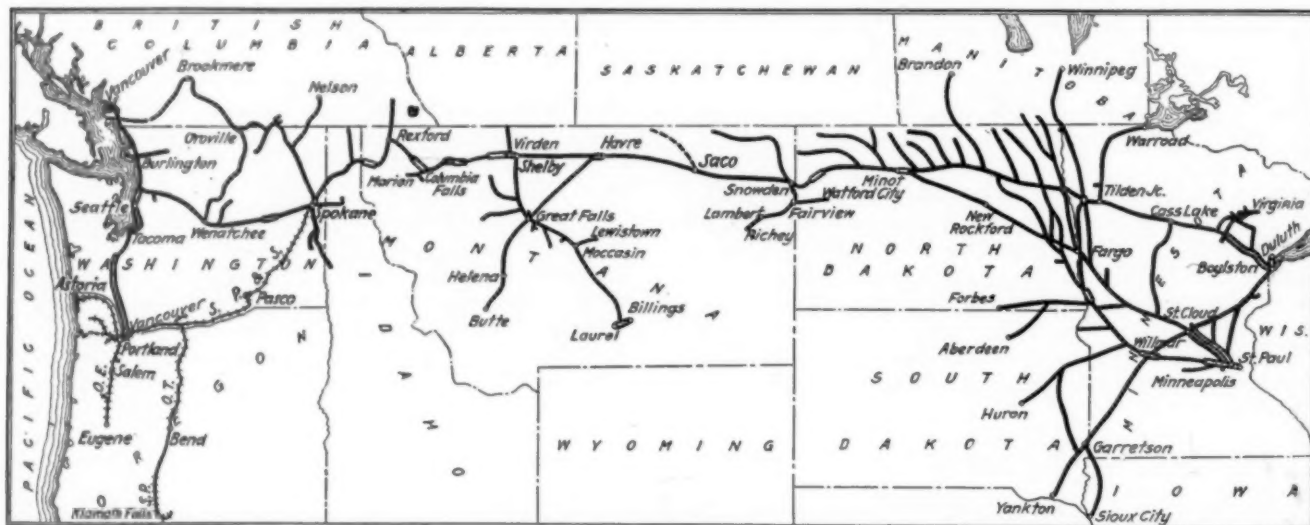 BRITISH COLUMBIA
ALBERTA
SASKATCHEWAN
MANITOBA
Vancouver
Brookmere
Nelson
Brandon
Winnipeg
Oroville
Rexford
Virden
Havre
Warroad
Burlington
Marion
Columbia Falls
Shelby
Saco
Snowden
Watford City
Minot
Tilden Jc.
Cass Lake
Virginia
Seattle
Spokane
Great Falls
Lewistown
Lambert
Fairview
Richey
New Rockford
Duluth
Tacoma
Wenatchee
Moccasin
NORTH DAKOTA
Fargo
Boylston
PACIFIC OCEAN
WASHINGTON
IDAHO
MONTANA
MINNESOTA
Astoria
Pasco
S.P.&S.
Helena
Billings
Forbes
St. Cloud
WIS.
Vancouver
Butte
Laurel
Portland
Aberdeen
Willmar
St. Paul
Salem
Minneapolis
O.E.
O.T.
OREGON
SOUTH DAKOTA
Huron
Eugene
Bend
WYOMING
Garretson
S.P.
Klamath Falls
Yankton
IOWA
Sioux City